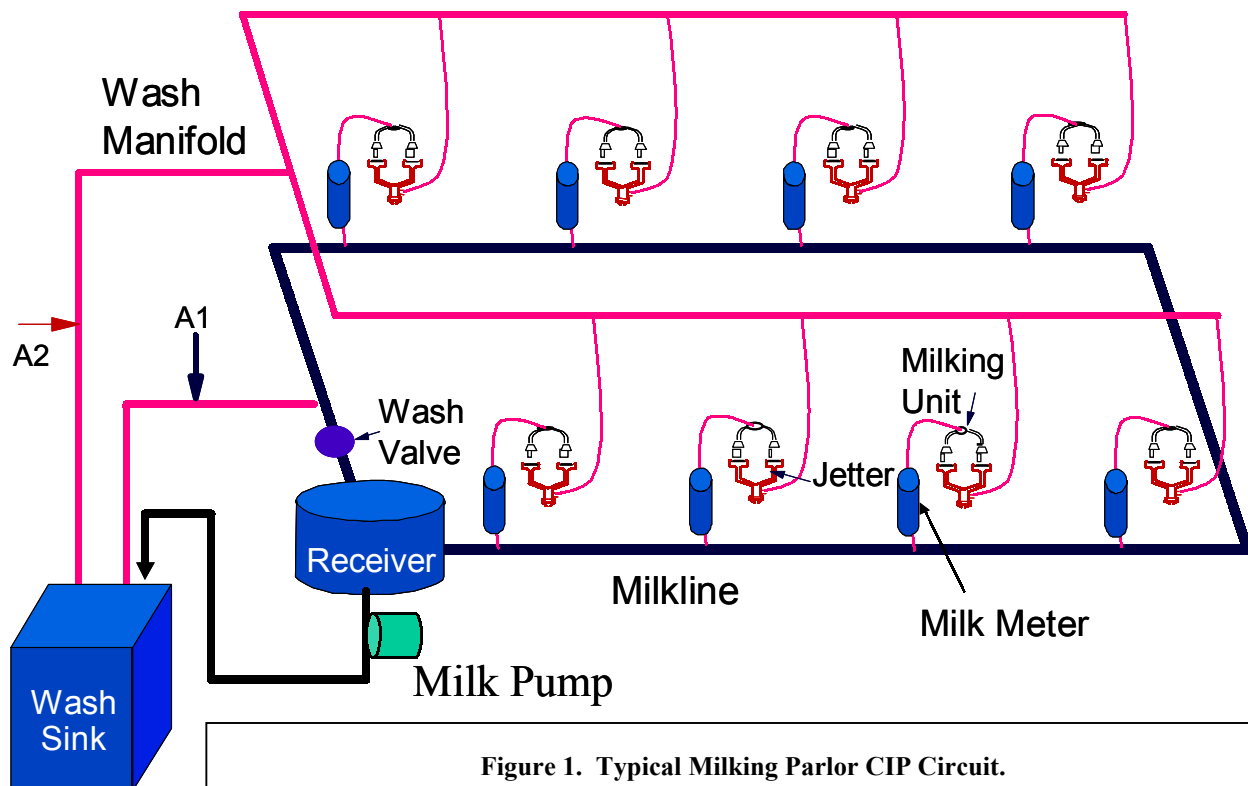 Wash
Manifold
A1
A2
Wash
Valve
Milking
Unit
Jetter
Receiver
Milkline
Milk Meter
Milk Pump
Wash
Sink
Figure 1. Typical Milking Parlor CIP Circuit.